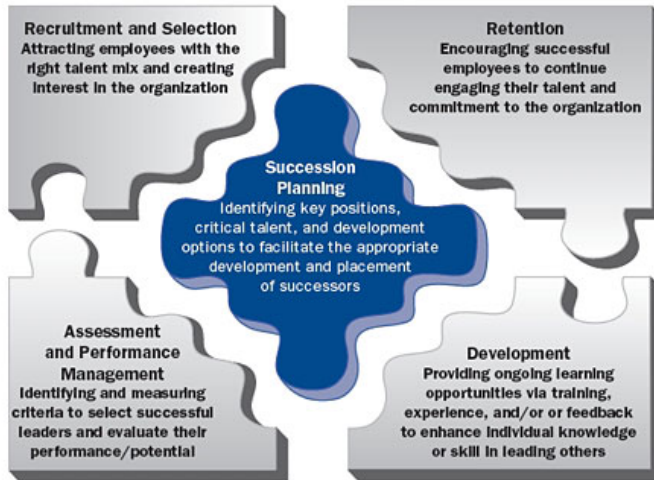 Recruitment and Selection
Attracting employees with the
right talent mix and creating
interest in the organization
Retention
Encouraging successful
employees to continue
engaging their talent and
commitment to the organization
Succession
Planning
Identifying key positions,
critical talent, and development
options to facilitate the appropriate
development and placement
of successors
Assessment
and Performance
Management
Identifying and measuring
criteria to select successful
leaders and evaluate their
performance/potential
Development
Providing ongoing learning
opportunities via training,
experience, and/or or feedback
to enhance individual knowledge
or skill in leading others